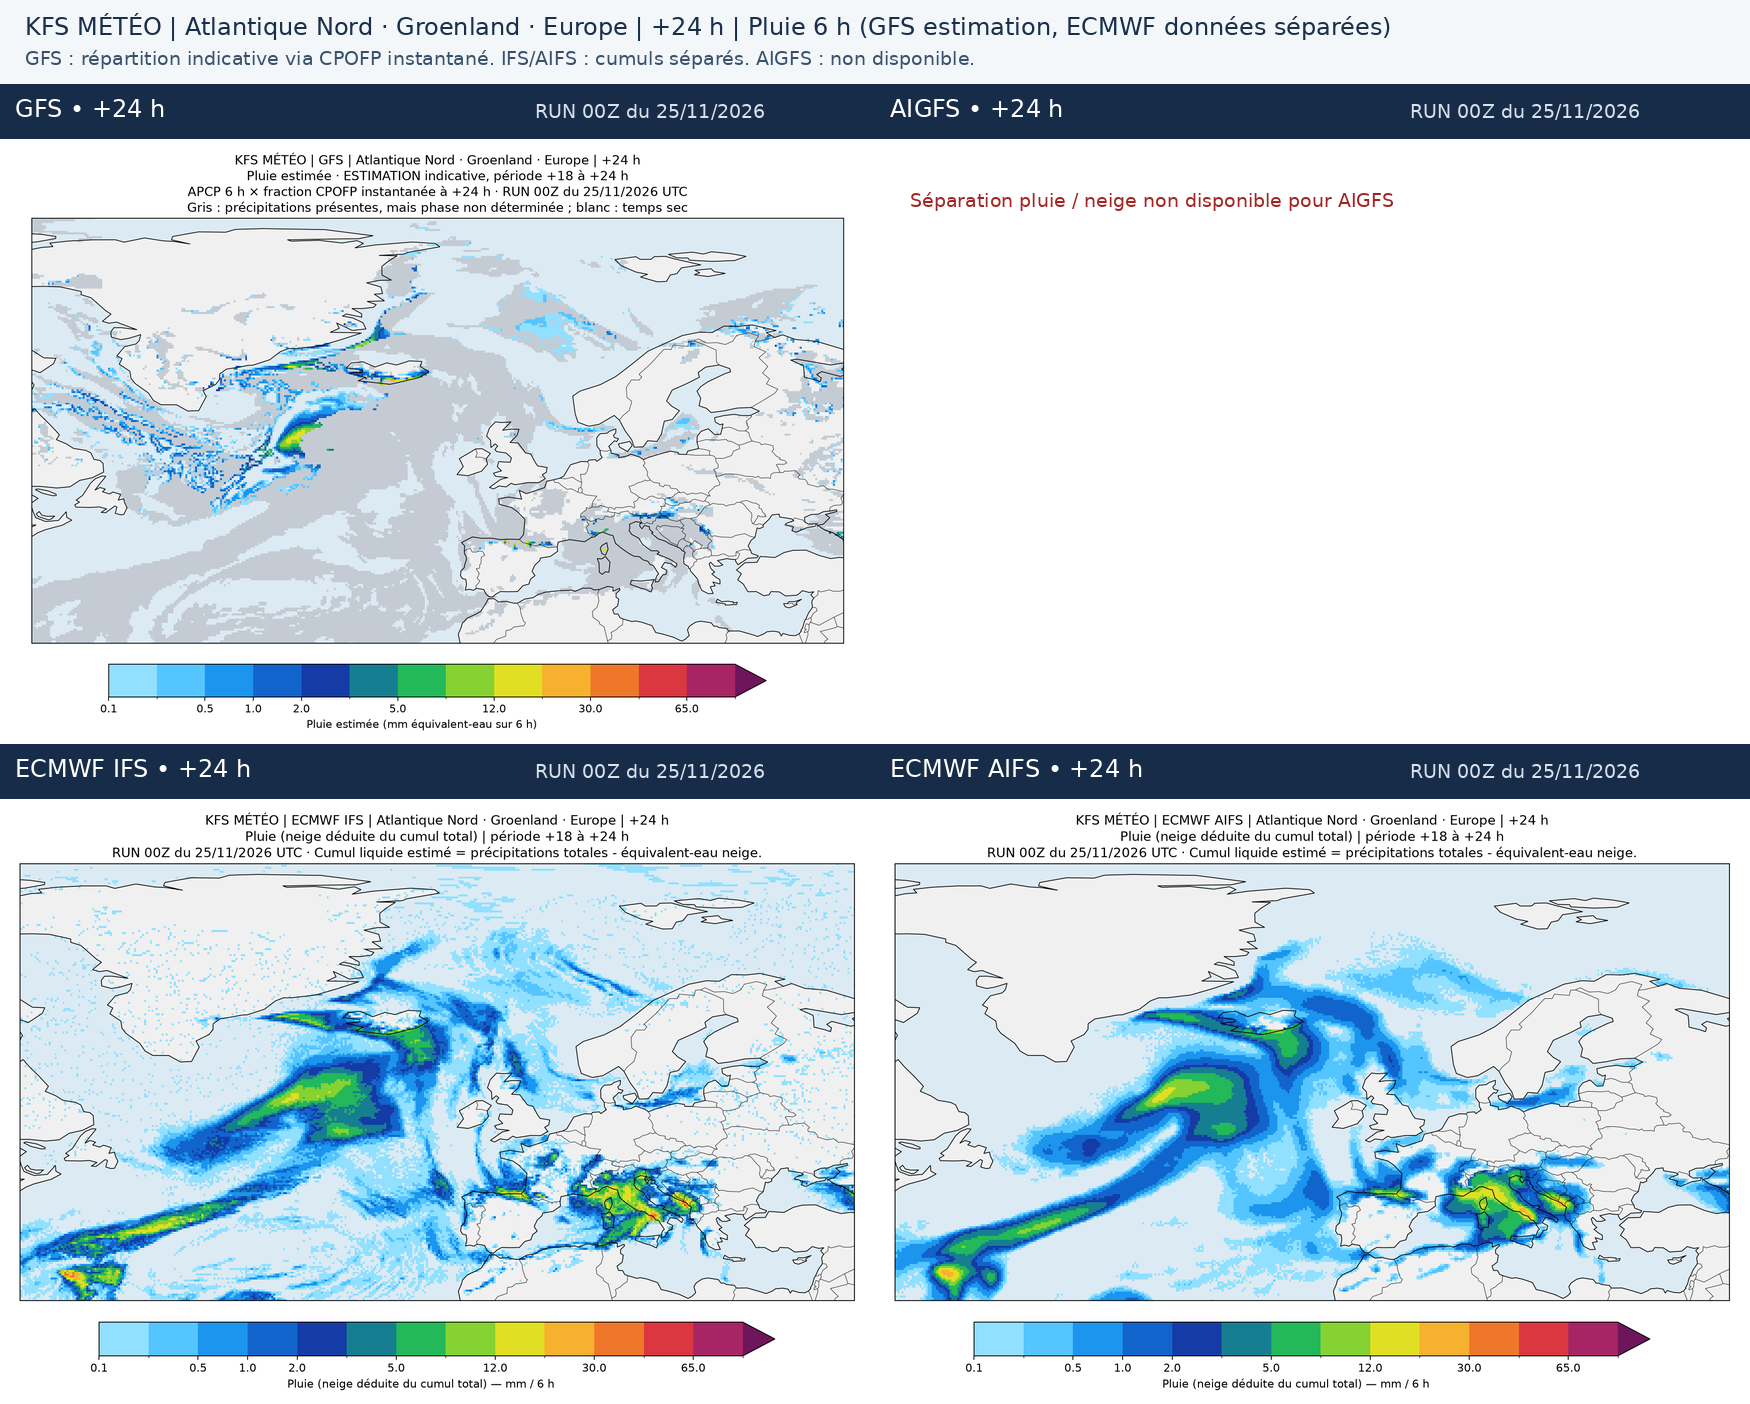 KFS MÉTÉO | Atlantique Nord · Groenland · Europe | +24 h | Pluie 6 h (GFS estimation, ECMWF données séparées)
GFS : répartition indicative via CPOFP instantané. IFS/AIFS : cumuls séparés. AIGFS : non disponible.
GFS • +24 h
RUN 00Z du 25/11/2026
AIGFS • +24 h
RUN 00Z du 25/11/2026
KFS MÉTÉO | GFS | Atlantique Nord · Groenland · Europe | +24 h
Pluie estimée · ESTIMATION indicative, période +18 à +24 h
APCP 6 h × fraction CPOFP instantanée à +24 h · RUN 00Z du 25/11/2026 UTC
Gris : précipitations présentes, mais phase non déterminée ; blanc : temps sec
Séparation pluie / neige non disponible pour AIGFS
0.1 0.5 1.0 2.0 5.0 12.0 30.0 65.0
Pluie estimée (mm équivalent-eau sur 6 h)
ECMWF IFS • +24 h
RUN 00Z du 25/11/2026
ECMWF AIFS • +24 h
RUN 00Z du 25/11/2026
KFS MÉTÉO | ECMWF IFS | Atlantique Nord · Groenland · Europe | +24 h
Pluie (neige déduite du cumul total) | période +18 à +24 h
RUN 00Z du 25/11/2026 UTC · Cumul liquide estimé = précipitations totales - équivalent-eau neige.
KFS MÉTÉO | ECMWF AIFS | Atlantique Nord · Groenland · Europe | +24 h
Pluie (neige déduite du cumul total) | période +18 à +24 h
RUN 00Z du 25/11/2026 UTC · Cumul liquide estimé = précipitations totales - équivalent-eau neige.
0.1 0.5 1.0 2.0 5.0 12.0 30.0 65.0
Pluie (neige déduite du cumul total) — mm / 6 h
0.1 0.5 1.0 2.0 5.0 12.0 30.0 65.0
Pluie (neige déduite du cumul total) — mm / 6 h